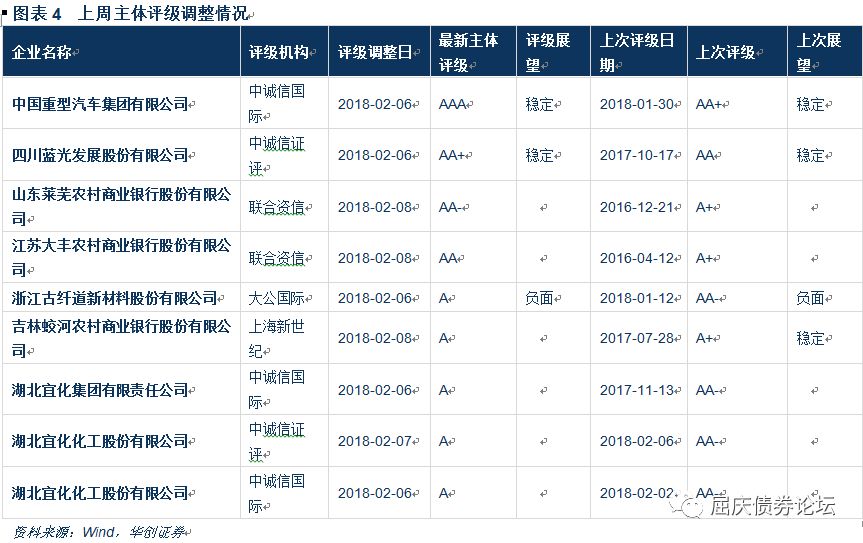 图表 4 上周主体评级调整情况
企业名称 评级机构 评级调整日 最新主体评级 评级展望 上次评级日期 上次评级 上次展望
中国重型汽车集团有限公司 中诚信国际 2018-02-06 AAA 稳定 2018-01-30 AA+ 稳定
四川蓝光发展股份有限公司 中诚信证评 2018-02-06 AA+ 稳定 2017-10-17 AA 稳定
山东莱芜农村商业银行股份有限公司 联合资信 2018-02-08 AA- 2016-12-21 A+
江苏大丰农村商业银行股份有限公司 联合资信 2018-02-08 AA 2016-04-12 A+
浙江古纤道新材料股份有限公司 大公国际 2018-02-06 A 负面 2018-01-12 AA- 负面
吉林蛟河农村商业银行股份有限公司 上海新世纪 2018-02-08 A 2017-07-28 A+ 稳定
湖北宜化集团有限责任公司 中诚信国际 2018-02-06 A 2017-11-13 AA-
湖北宜化化工股份有限公司 中诚信证评 2018-02-07 A 2018-02-06 AA-
湖北宜化化工股份有限公司 中诚信国际 2018-02-06 A 2018-02-02 AA-
资料来源：Wind，华创证券
屈庆债券论坛